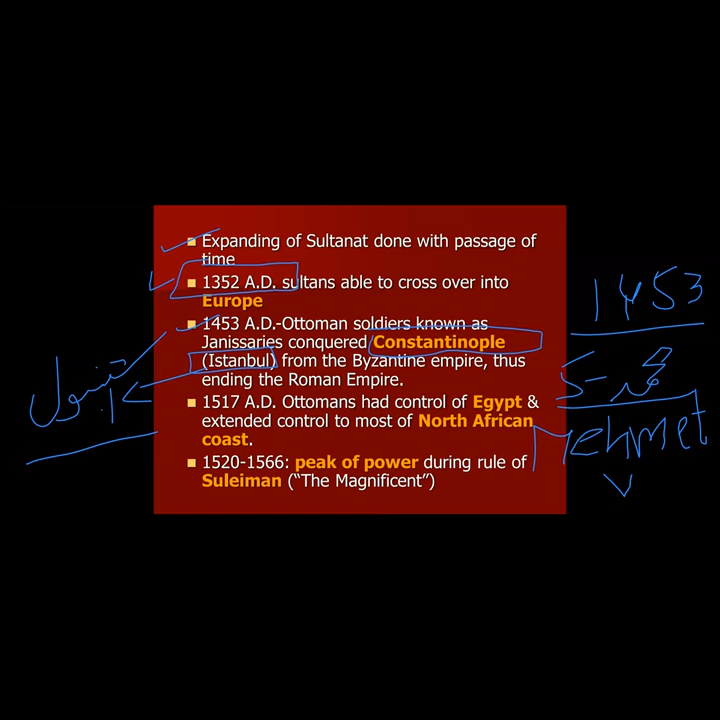 Expanding of Sultanat done with passage of
time
1352 A.D. sultans able to cross over into
Europe
1453 A.D.-Ottoman soldiers known as
Janissaries conquered Constantinople
(Istanbul) from the Byzantine empire, thus
ending the Roman Empire.
1517 A.D. Ottomans had control of Egypt &
extended control to most of North African
coast.
1520-1566: peak of power during rule of
Suleiman ("The Magnificent")
1453
Mehmet
V
استنبول